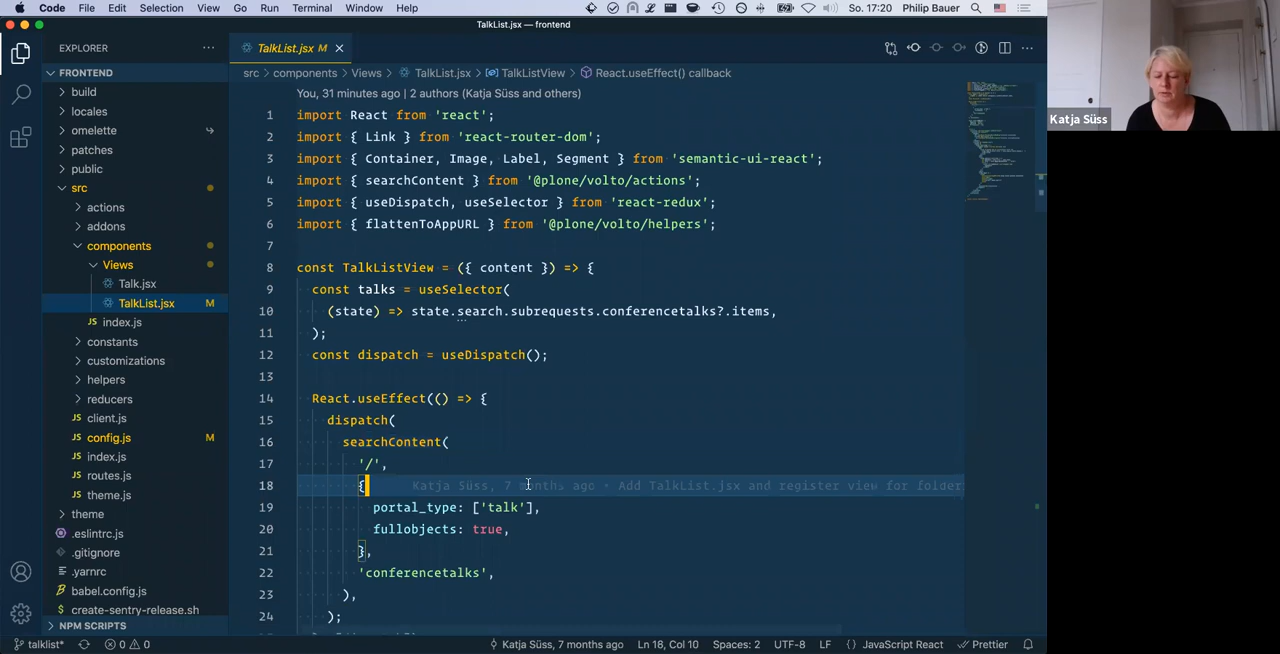 Code File Edit Selection View Go Run Terminal Window Help So. 17:20 Philip Bauer
TalkList.jsx — frontend
EXPLORER
TalkList.jsx M
FRONTEND
src > components > Views > TalkList.jsx > TalkListView > React.useEffect() callback
build
locales
omelette
patches
public
src
actions
addons
components
Views
Talk.jsx
TalkList.jsx M
index.js
constants
customizations
helpers
reducers
JS client.js
JS config.js M
JS index.js
JS routes.js
JS theme.js
theme
.eslintrc.js
.gitignore
.yarnrc
babel.config.js
$ create-sentry-release.sh
NPM SCRIPTS
You, 31 minutes ago | 2 authors (Katja Süss and others)
1 import React from 'react';
2 import { Link } from 'react-router-dom';
3 import { Container, Image, Label, Segment } from 'semantic-ui-react';
4 import { searchContent } from '@plone/volto/actions';
5 import { useDispatch, useSelector } from 'react-redux';
6 import { flattenToAppURL } from '@plone/volto/helpers';
7
8 const TalkListView = ({ content }) => {
9 const talks = useSelector(
10 (state) => state.search.subrequests.conferencetalks?.items,
11 );
12 const dispatch = useDispatch();
13
14 React.useEffect(() => {
15 dispatch(
16 searchContent(
17 '/',
18 { Katja Süss, 7 months ago • Add TalkList.jsx and register view for folder
19 portal_type: ['talk'],
20 fullobjects: true,
21 },
22 'conferencetalks',
23 ),
24 );
Katja Süss
talklist* 0 0 Katja Süss, 7 months ago Ln 18, Col 10 Spaces: 2 UTF-8 LF {} JavaScript React Prettier